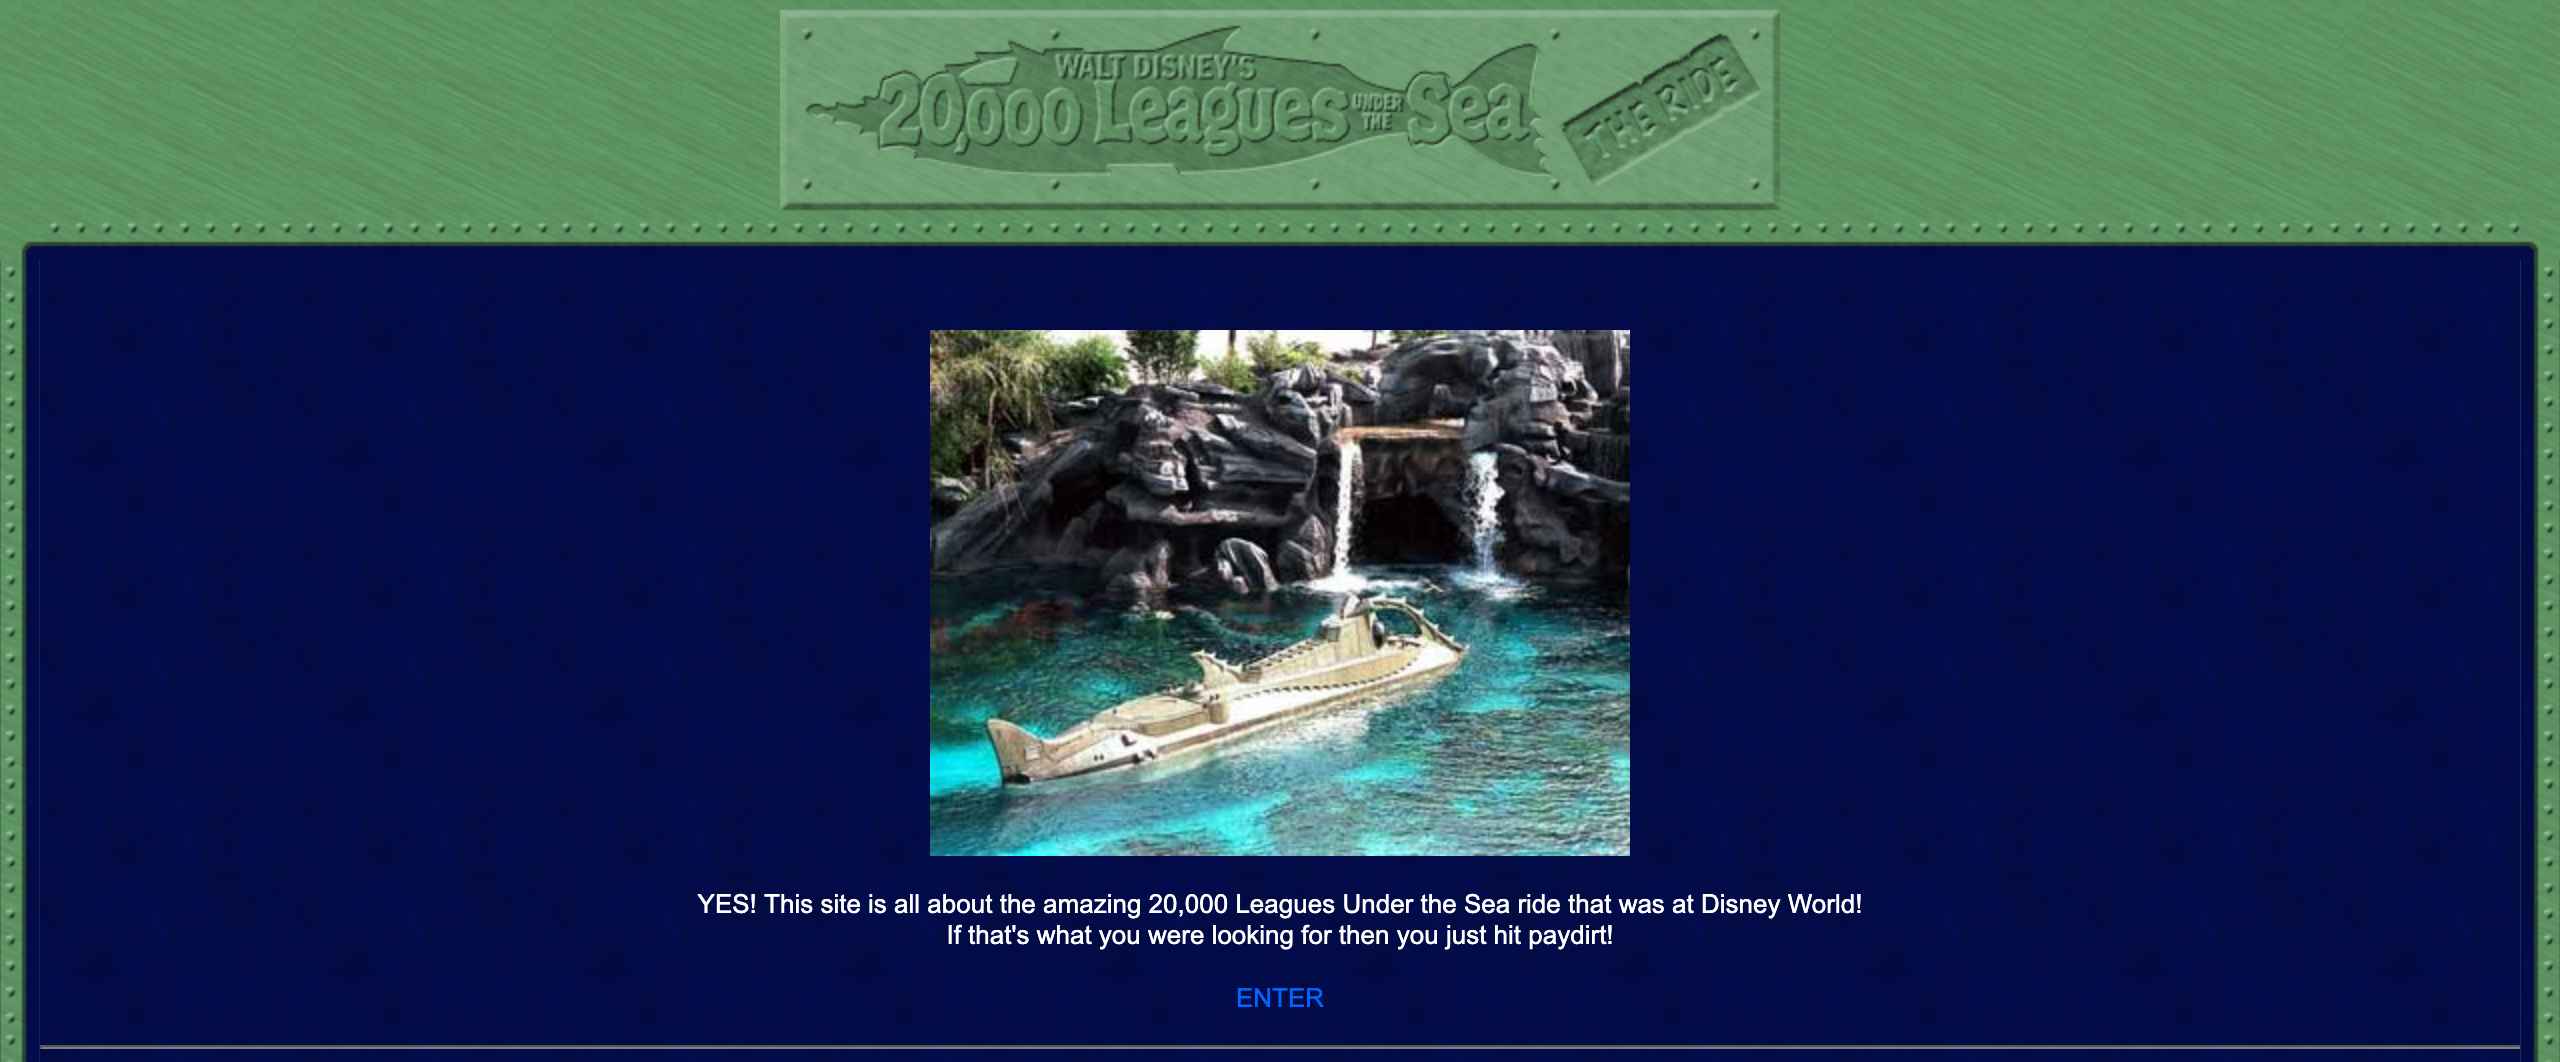 WALT DISNEY'S
20,000 Leagues UNDER THE Sea
THE RIDE
YES! This site is all about the amazing 20,000 Leagues Under the Sea ride that was at Disney World!
If that's what you were looking for then you just hit paydirt!
ENTER